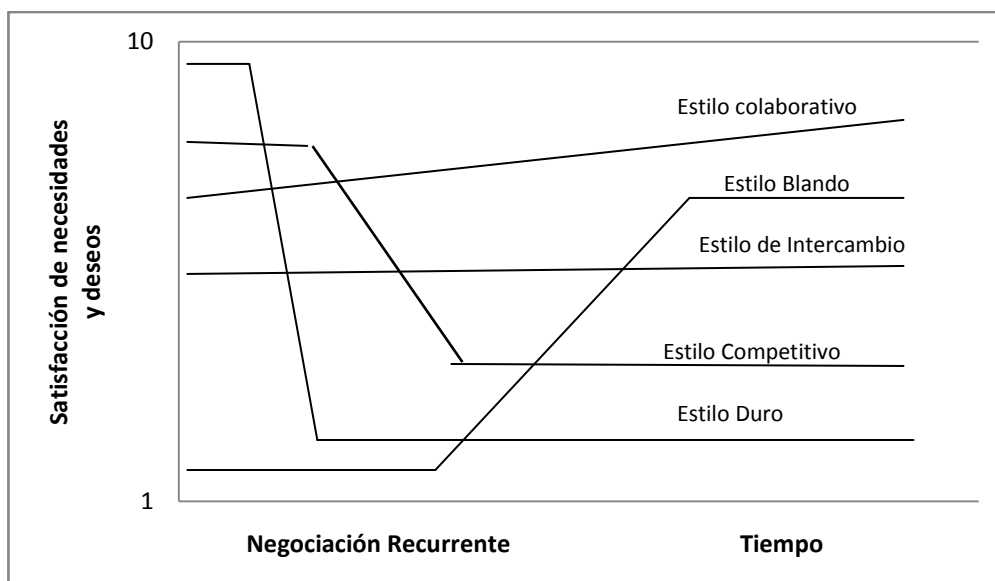 10
Satisfacción de necesidades
y deseos
Estilo colaborativo
Estilo Blando
Estilo de Intercambio
Estilo Competitivo
Estilo Duro
1
Negociación Recurrente
Tiempo